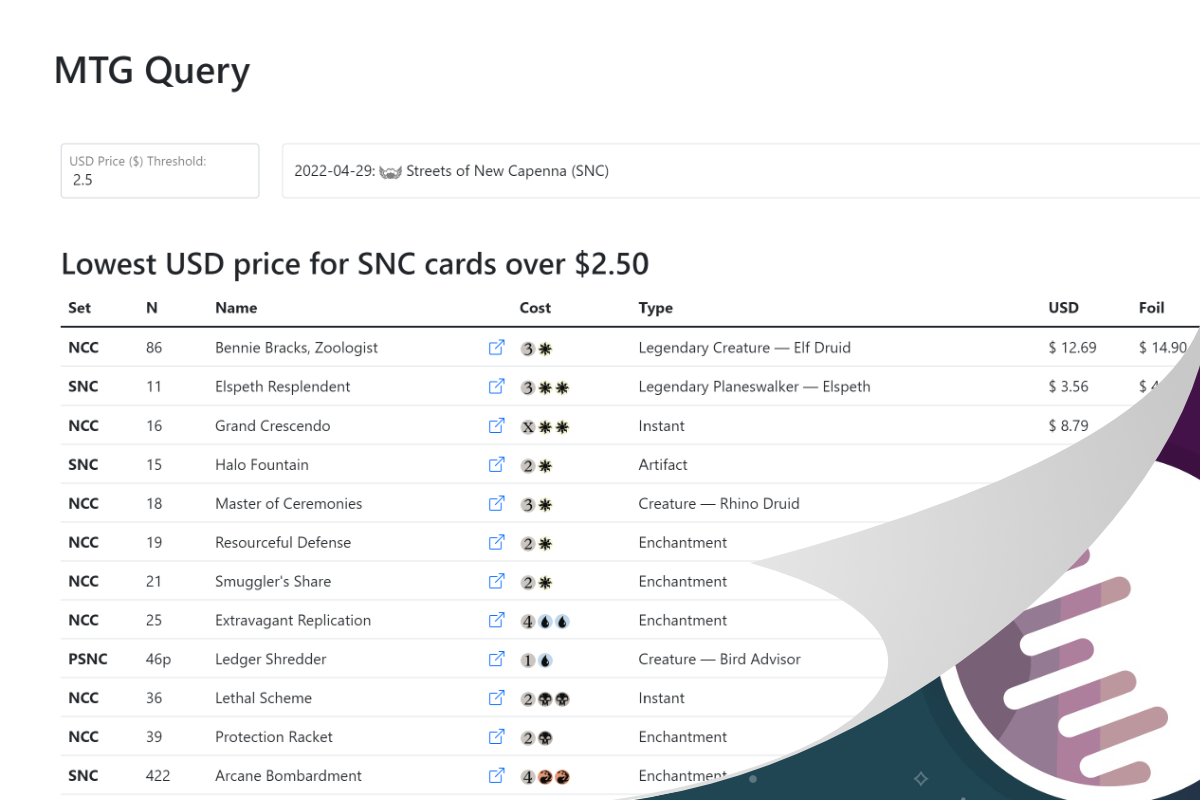 MTG Query
USD Price ($) Threshold:
2.5
2022-04-29: Streets of New Capenna (SNC)
Lowest USD price for SNC cards over $2.50
Set N Name Cost Type USD Foil
NCC 86 Bennie Bracks, Zoologist 3 Legendary Creature — Elf Druid $ 12.69 $ 14.90
SNC 11 Elspeth Resplendent 3 Legendary Planeswalker — Elspeth $ 3.56 $
NCC 16 Grand Crescendo X Instant $ 8.79
SNC 15 Halo Fountain 2 Artifact
NCC 18 Master of Ceremonies 3 Creature — Rhino Druid
NCC 19 Resourceful Defense 2 Enchantment
NCC 21 Smuggler's Share 2 Enchantment
NCC 25 Extravagant Replication 4 Enchantment
PSNC 46p Ledger Shredder 1 Creature — Bird Advisor
NCC 36 Lethal Scheme 2 Instant
NCC 39 Protection Racket 2 Enchantment
SNC 422 Arcane Bombardment 4 Enchantment